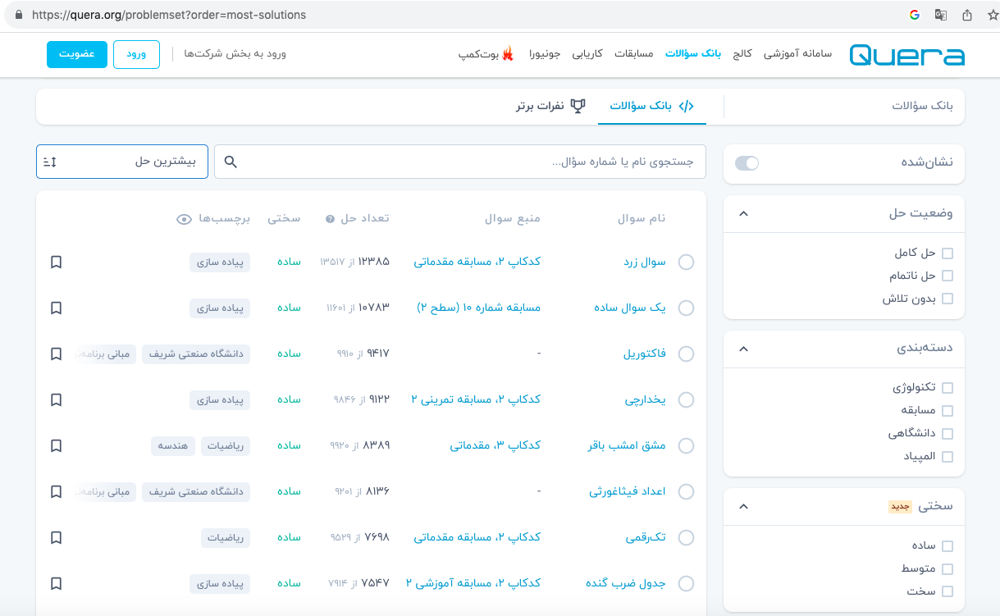 https://quera.org/problemset?order=most-solutions
Quera سامانه آموزشی کالج بانک سؤالات مسابقات کاریابی جونیورا بوت‌کمپ ورود به بخش شرکت‌ها ورود عضویت
بانک سؤالات بانک سؤالات نفرات برتر
نشان‌شده
وضعیت حل
حل کامل
حل ناتمام
بدون تلاش
دسته‌بندی
تکنولوژی
مسابقه
دانشگاهی
المپیاد
سختی جدید
ساده
متوسط
سخت
جستجوی نام یا شماره سؤال...
بیشترین حل
نام سوال منبع سوال تعداد حل ? سختی برچسب‌ها
سوال زرد کدکاپ ۲، مسابقه مقدماتی ۱۲۳۸۵ از ۱۳۵۱۷ ساده پیاده سازی
یک سوال ساده مسابقه شماره ۱۰ (سطح ۲) ۱۰۷۸۳ از ۱۱۶۰۱ ساده پیاده سازی
فاکتوریل - ۹۴۱۷ از ۹۹۱۰ ساده دانشگاه صنعتی شریف مبانی
یخدارچی کدکاپ ۲، مسابقه تمرینی ۲ ۹۱۲۲ از ۹۸۴۶ ساده پیاده سازی
مشق امشب باقر کدکاپ ۳، مقدماتی ۸۳۸۹ از ۹۹۲۰ ساده ریاضیات هندسه
اعداد فیثاغورثی - ۸۱۳۶ از ۹۲۰۱ ساده دانشگاه صنعتی شریف مبانی
تک‌رقمی کدکاپ ۲، مسابقه مقدماتی ۷۶۹۸ از ۹۵۲۹ ساده ریاضیات
جدول ضرب گنده کدکاپ ۲، مسابقه آموزشی ۲ ۷۵۴۷ از ۷۹۱۴ ساده پیاده سازی